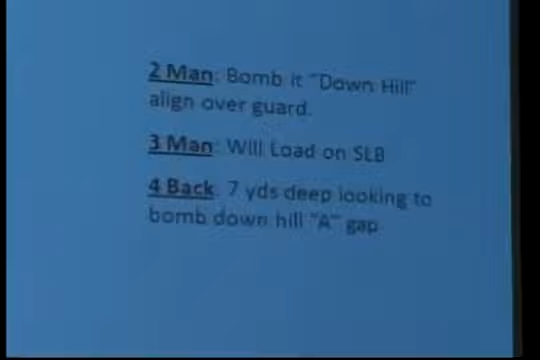 2 Man: Bomb it "Down Hill"
align over guard.
3 Man: Will Load on SLB
4 Back: 7 yds deep looking to
bomb down hill "A" gap